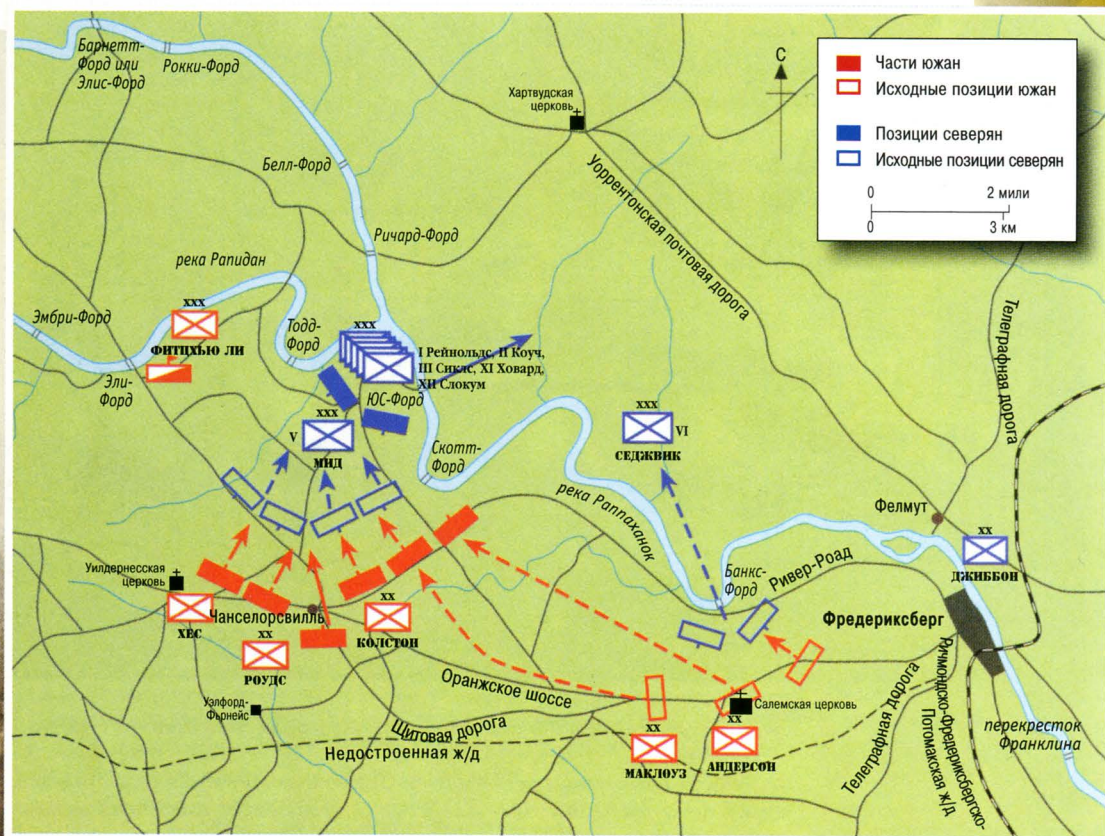 Барнетт-
Форд или
Элис-Форд
Рокки-Форд
Белл-Форд
Хартвудская
церковь
С
Части южан
Исходные позиции южан
Позиции северян
Исходные позиции северян
0 2 мили
0 3 км
Уоррентонская почтовая дорога
Ричард-Форд
река Рапидан
Эмбри-Форд
xxx
ФИТЦХЬЮ ЛИ
Эли-
Форд
Тодд-
Форд
xxx
I Рейнольдс, II Коуч,
III Сиклс, XI Ховард,
XII Слокум
ЮС-Форд
xxx
V
МИД
Скотт-
Форд
xxx
VI
СЕДЖВИК
река Раппаханок
Телеграфная дорога
Фелмут
xx
ДЖИББОН
Банкс-
Форд
Ривер-Роад
Фредериксберг
Уилдернесская
церковь
ХЕС
Чанселорсвилль
xx
РОУДС
xx
КОЛСТОН
Уэлфорд-
Фьрнейс
Оранжское шоссе
Щитовая дорога
Недостроенная ж/д
Салемская церковь
xx
МАКЛОУЗ
xx
АНДЕРСОН
Телеграфная дорога
Ричмондско-Фредериксбергско-
Потомакская ж/д
перекресток
Франклина